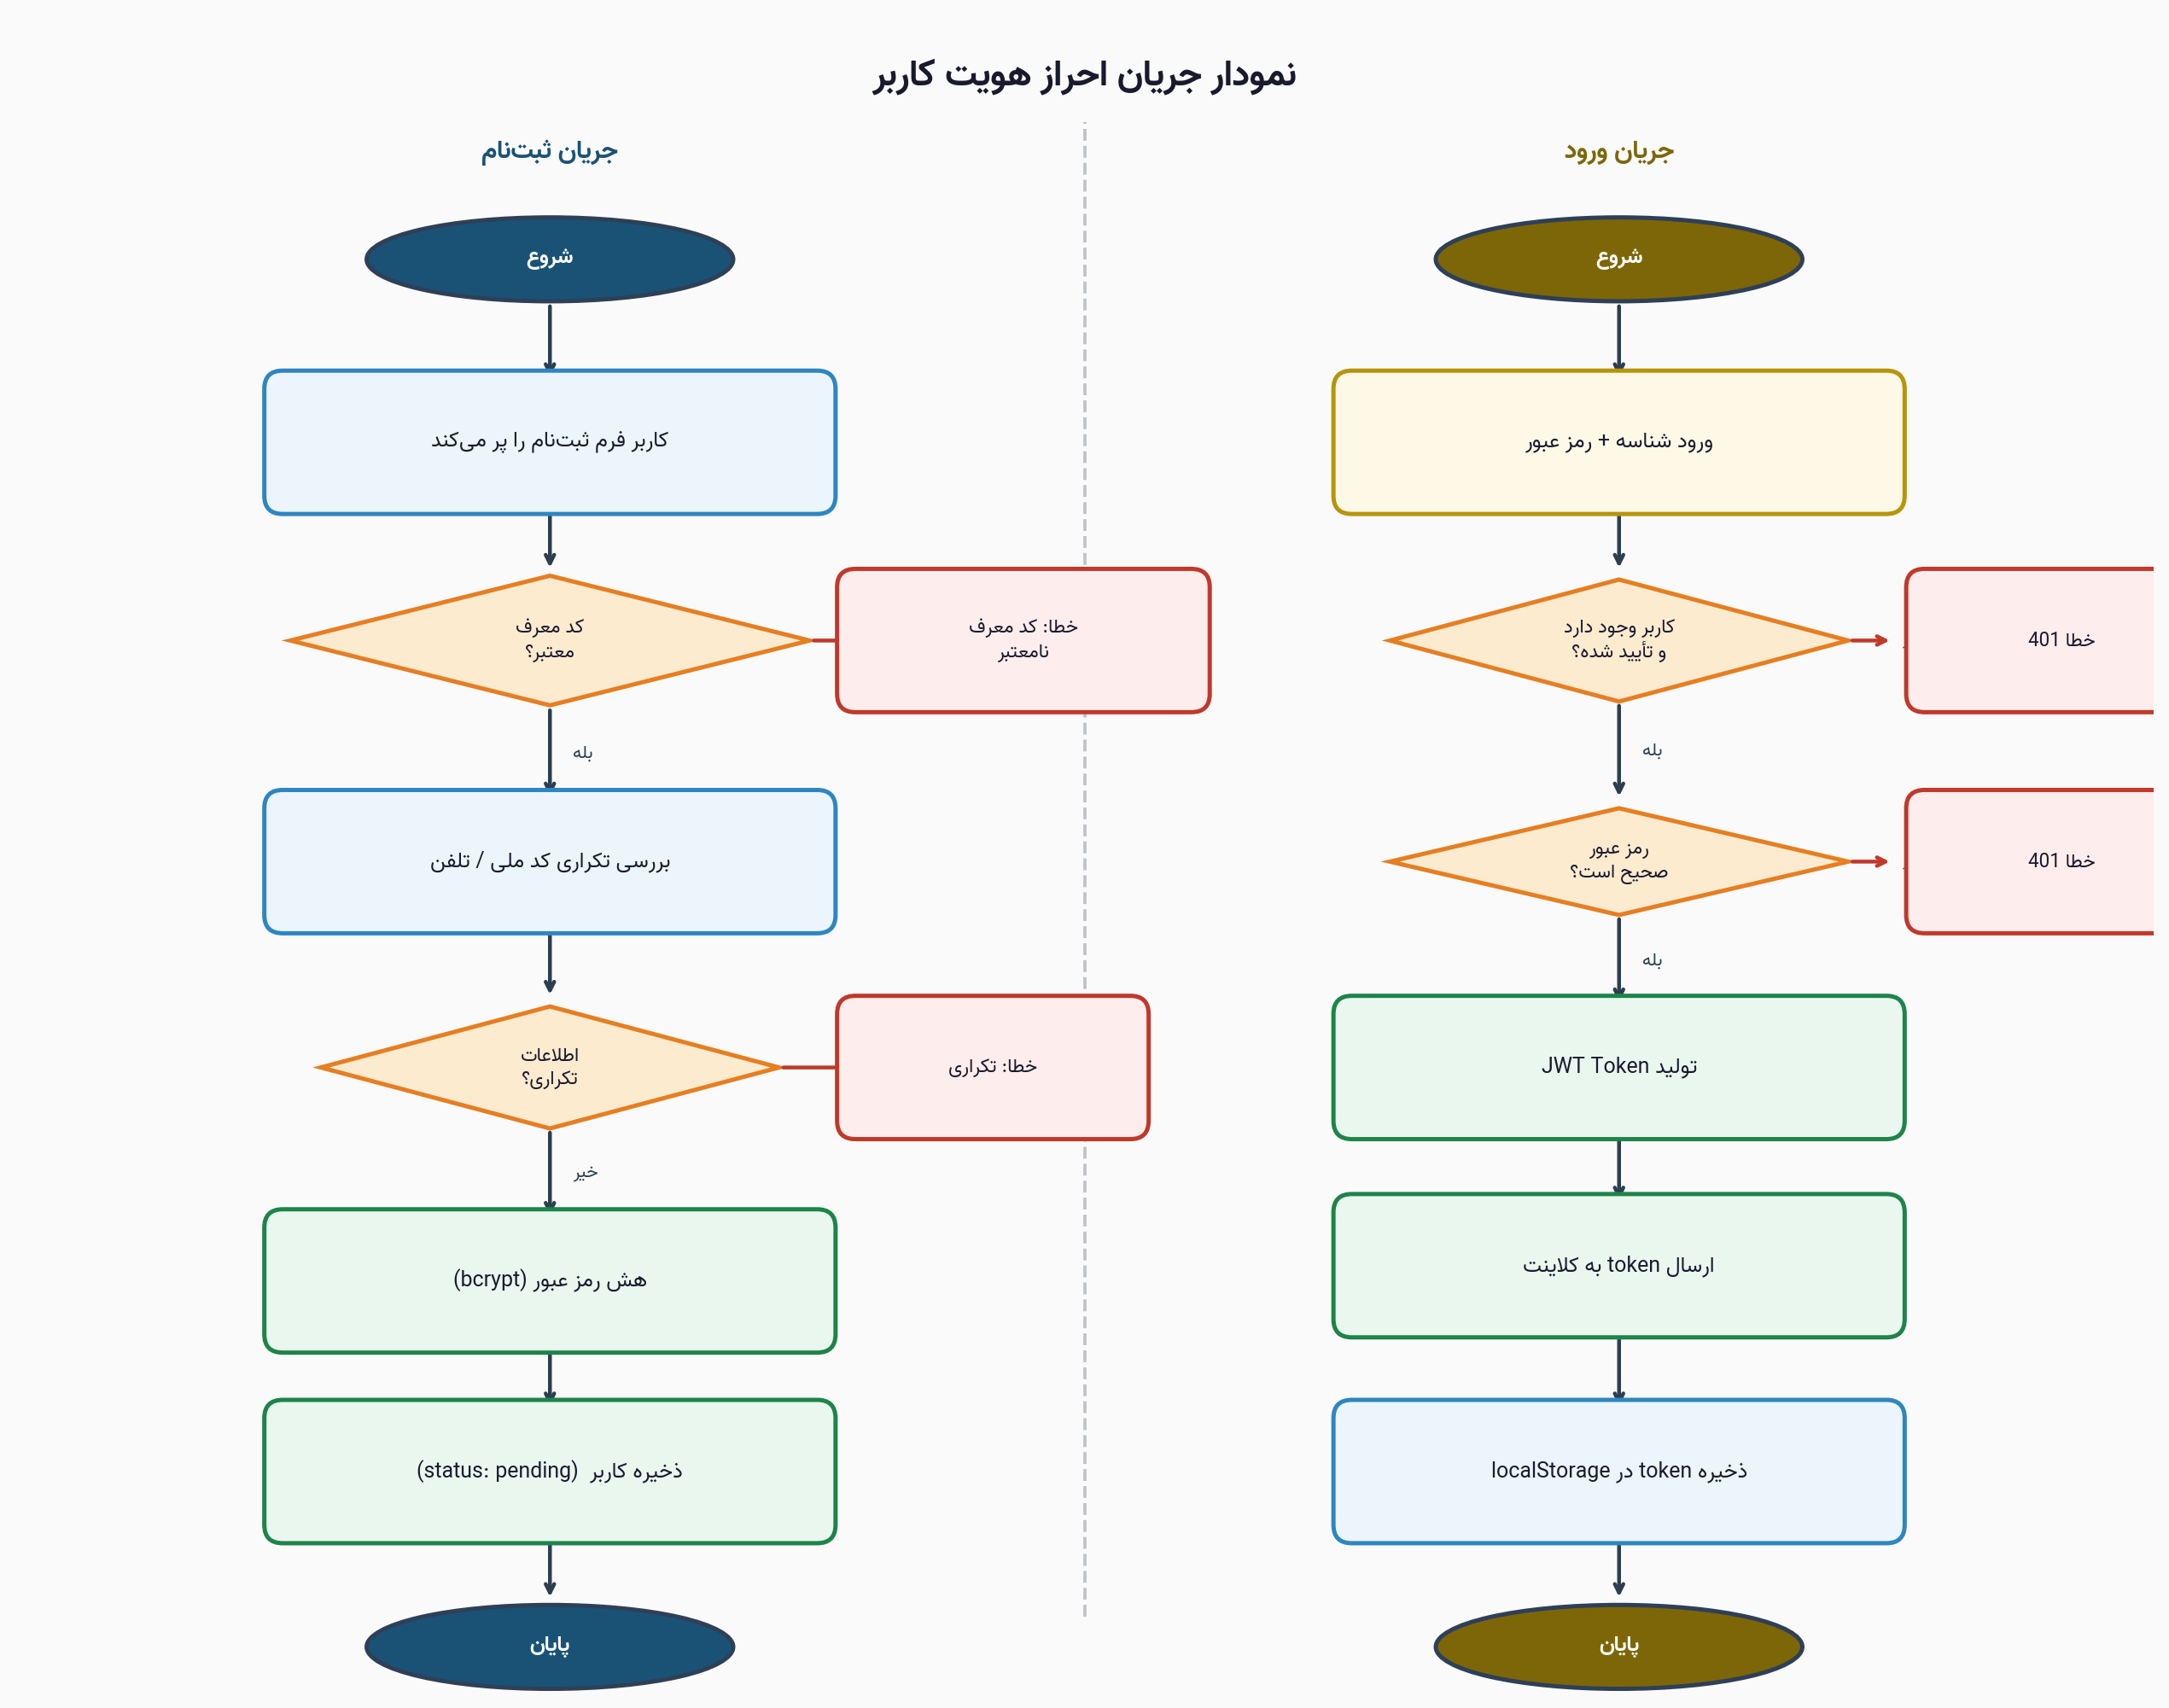 نمودار جریان احراز هویت کاربر
جریان ورود
شروع
ورود شناسه + رمز عبور
کاربر وجود دارد
و تأیید شده؟
خطا 401
بله
رمز عبور
صحیح است؟
خطا 401
بله
تولید JWT Token
ارسال token به کلاینت
ذخیره token در localStorage
پایان
جریان ثبت‌نام
شروع
کاربر فرم ثبت‌نام را پر می‌کند
کد معرف
معتبر؟
خطا: کد معرف
نامعتبر
بله
بررسی تکراری کد ملی / تلفن
اطلاعات
تکراری؟
خطا: تکراری
خیر
هش رمز عبور (bcrypt)
ذخیره کاربر (status: pending)
پایان